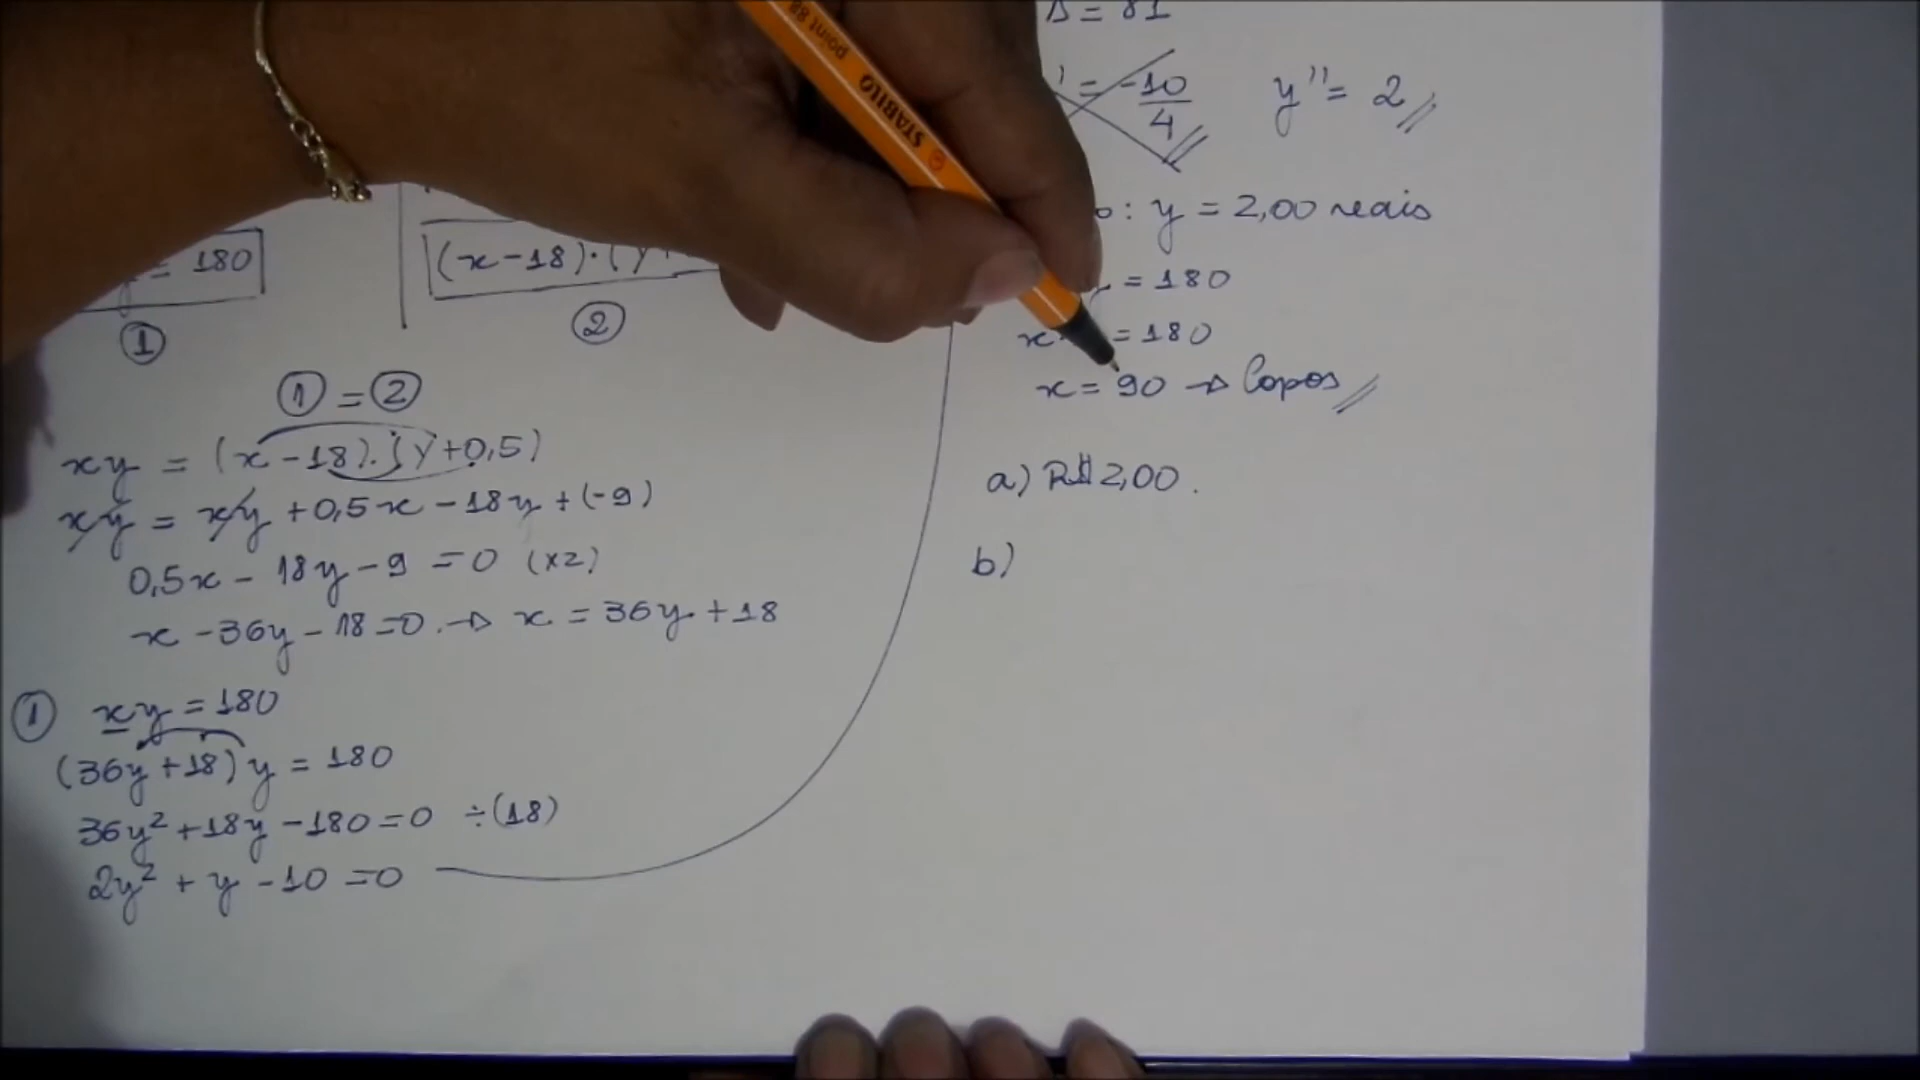 = 180
①
(x-18)·(y
②
① = ②
xy = (x-18).(y+0,5)
xy = xy +0,5x -18y +(-9)
0,5x - 18y - 9 = 0 (x2)
x -36y - 18 =0 → x = 36y +18
① xy = 180
(36y +18) y = 180
36y² +18y -180 = 0 ÷(18)
2y² + y -10 =0
Δ = 81
' = -10/4 y'' = 2
: y = 2,00 reais
= 180
x = 180
x = 90 → Copos
a) R$ 2,00.
b)
STABILO
point 88